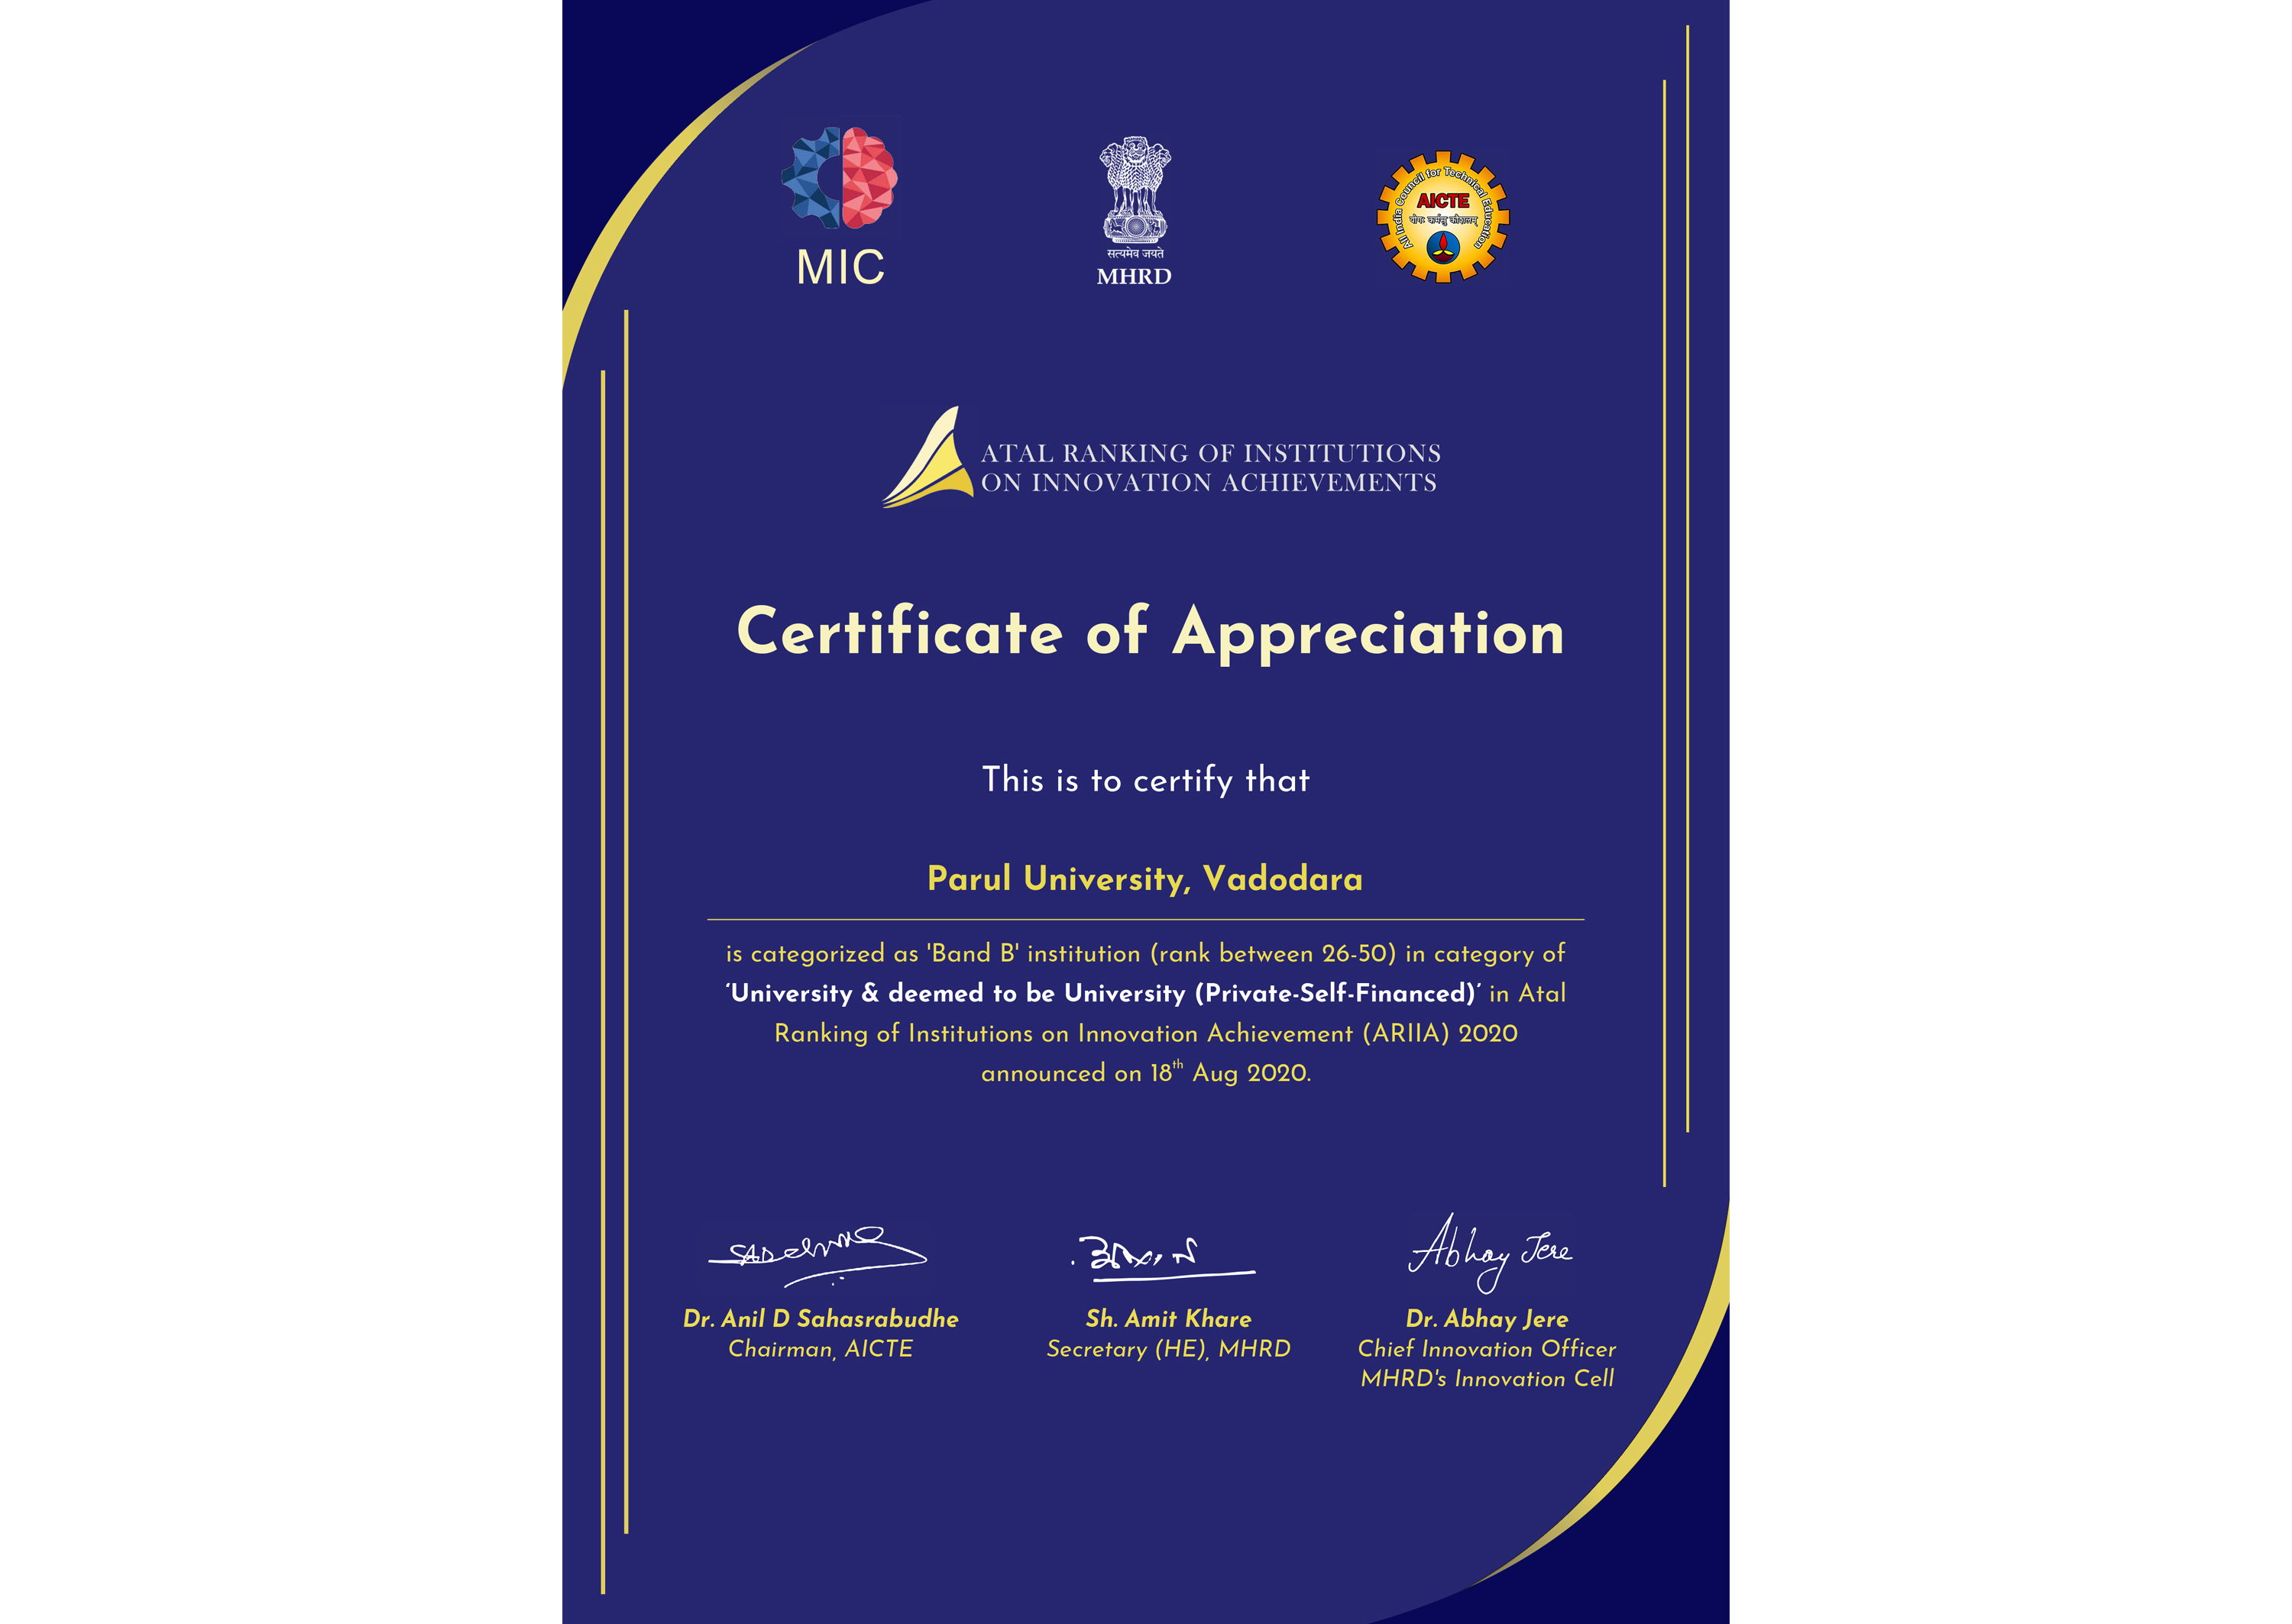 MIC
सत्यमेव जयते
MHRD
All India Council for Technical Education
AICTE
योगः कर्मसु कौशलम्
ATAL RANKING OF INSTITUTIONS
ON INNOVATION ACHIEVEMENTS
Certificate of Appreciation
This is to certify that
Parul University, Vadodara
is categorized as 'Band B' institution (rank between 26-50) in category of
‘University & deemed to be University (Private-Self-Financed)’ in Atal
Ranking of Institutions on Innovation Achievement (ARIIA) 2020
announced on 18th Aug 2020.
Abhay Jere
Dr. Anil D Sahasrabudhe
Chairman, AICTE
Sh. Amit Khare
Secretary (HE), MHRD
Dr. Abhay Jere
Chief Innovation Officer
MHRD's Innovation Cell